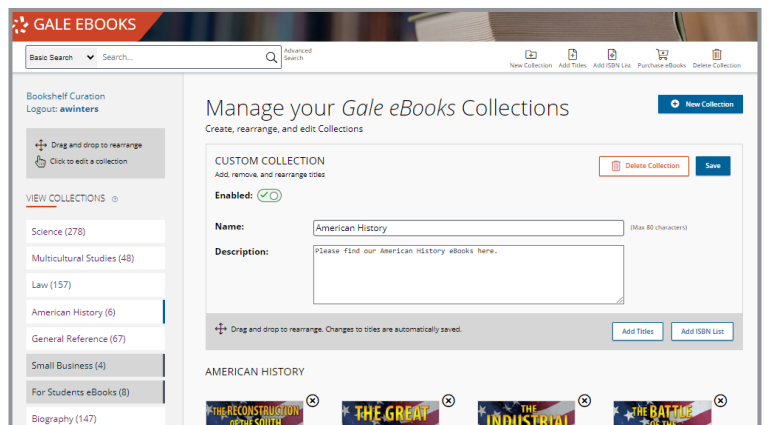 GALE EBOOKS
Basic Search
Search...
Advanced
Search
New Collection
Add Titles
Add ISBN List
Purchase eBooks
Delete Collection
Bookshelf Curation
Logout: awinters
Drag and drop to rearrange
Click to edit a collection
VIEW COLLECTIONS
Science (278)
Multicultural Studies (48)
Law (157)
American History (6)
General Reference (67)
Small Business (4)
For Students eBooks (8)
Biography (147)
Manage your Gale eBooks Collections
Create, rearrange, and edit Collections
New Collection
CUSTOM COLLECTION
Add, remove, and rearrange titles
Delete Collection
Save
Enabled:
Name:
American History
(Max 80 characters)
Description:
Please find our American History eBooks here.
Drag and drop to rearrange. Changes to titles are automatically saved.
Add Titles
Add ISBN List
AMERICAN HISTORY
THE RECONSTRUCTION
OF THE SOUTH
THE GREAT
THE
INDUSTRIAL
THE BATTLE
OF THE